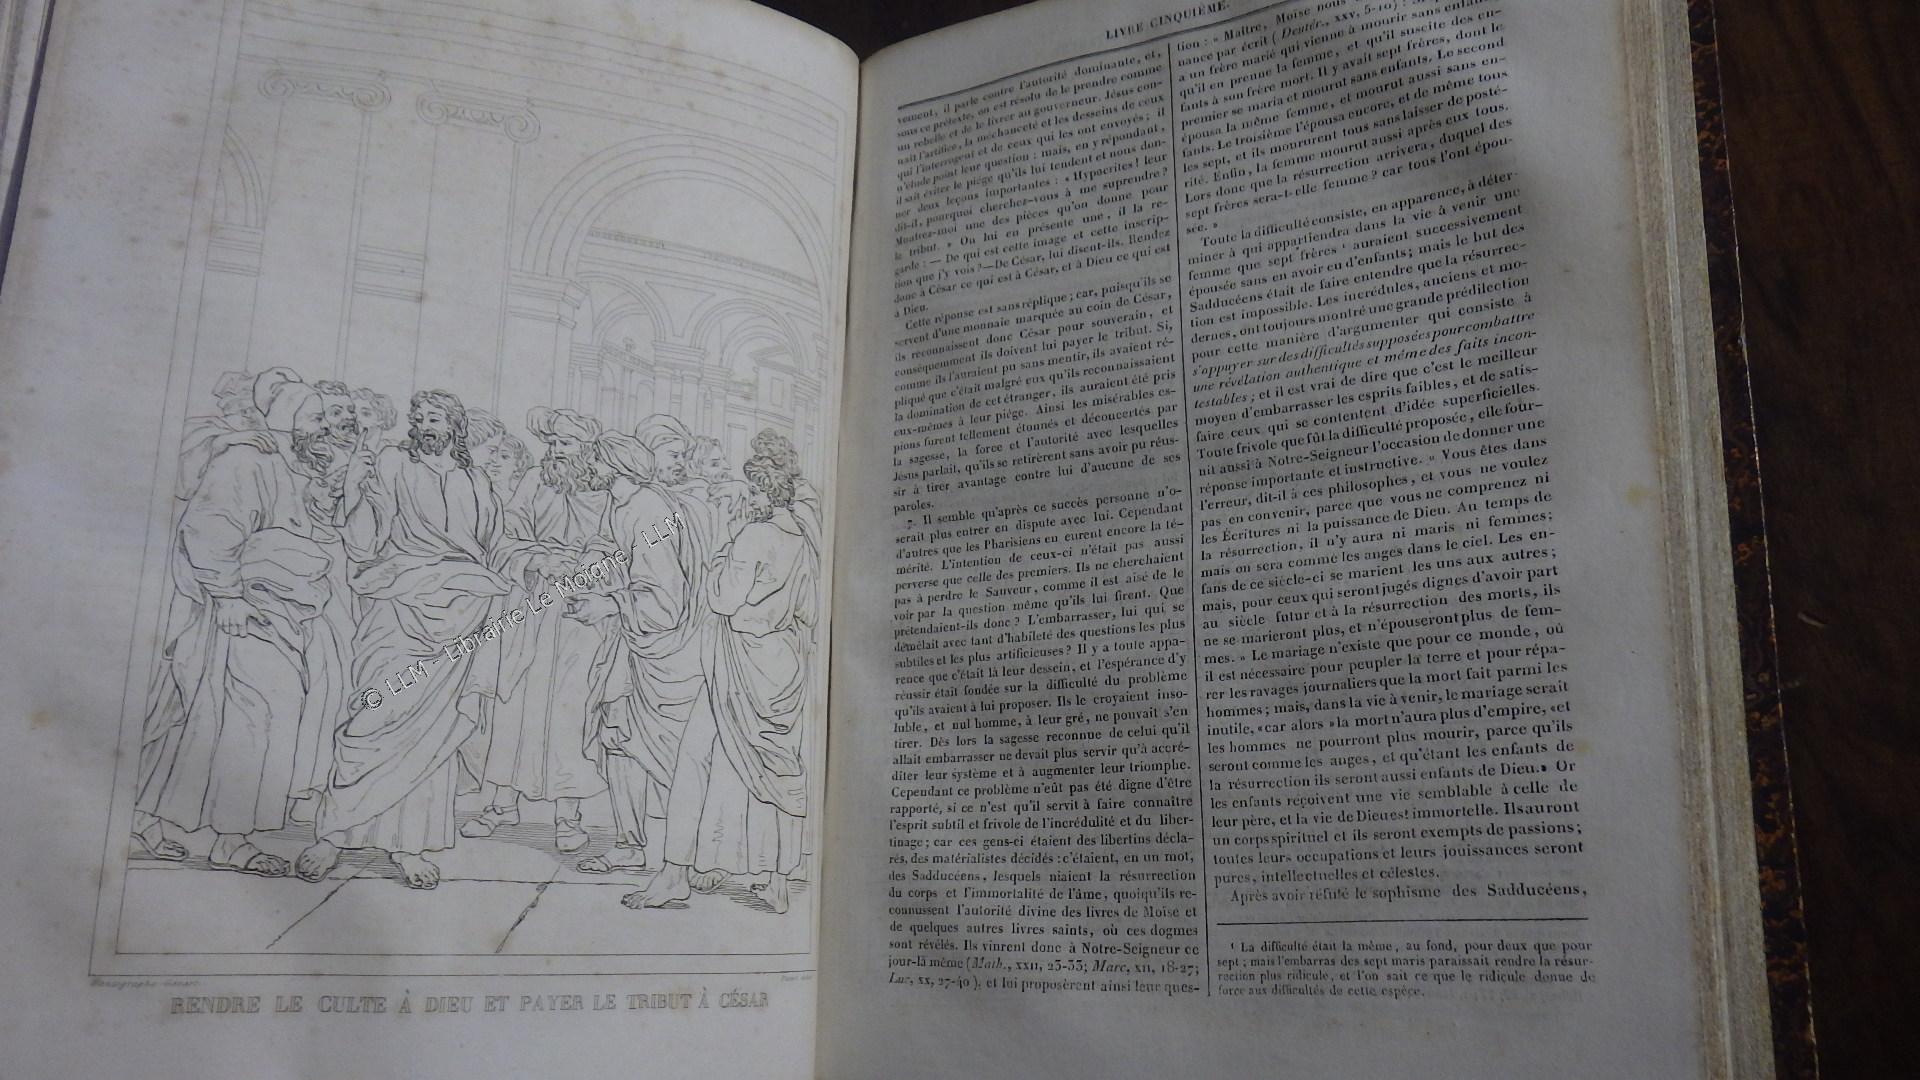 RENDRE LE CULTE À DIEU ET PAYER LE TRIBUT À CÉSAR
© LLM - Librairie Le Moigne - LLM
LIVRE CINQUIÈME.
vement, il parle contre l'autorité dominante, et,
sous ce prétexte, on est résolu de le prendre comme
un rebelle et de le livrer au gouverneur. Jésus con-
nait l'artifice, la méchanceté et les desseins de ceux
qui l'interrogent et de ceux qui les ont envoyés; il
n'élude point leur question : mais, en y répondant,
il sait éviter le piége qu'ils lui tendent et nous don-
ner deux leçons importantes : « Hypocrites! leur
dit-il, pourquoi cherchez-vous à me suprendre?
Montrez-moi une des pièces qu'on donne pour
le tribut. » On lui en présente une, il la re-
garde : — De qui est cette image et cette inscrip-
tion que j'y vois?—De César, lui disent-ils. Rendez
donc à César ce qui est à César, et à Dieu ce qui est
à Dieu.
Cette réponse est sans réplique; car, puisqu'ils se
servent d'une monnaie marquée au coin de César,
ils reconnaissent donc César pour souverain, et
conséquemment ils doivent lui payer le tribut. Si,
comme ils l'auraient pu sans mentir, ils avaient ré-
pliqué que c'était malgré eux qu'ils reconnaissaient
la domination de cet étranger, ils auraient été pris
eux-mêmes à leur piége. Ainsi les misérables es-
pions furent tellement étonnés et découcertés par
la sagesse, la force et l'autorité avec lesquelles
Jésus parlait, qu'ils se retirèrent sans avoir pu réus-
sir à tirer avantage contre lui d'aucune de ses
paroles.
7. Il semble qu'après ce succès personne n'o-
serait plus entrer en dispute avec lui. Cependant
d'autres que les Pharisiens en eurent encore la té-
mérité. L'intention de ceux-ci n'était pas aussi
perverse que celle des premiers. Ils ne cherchaient
pas à perdre le Sauveur, comme il est aisé de le
voir par la question même qu'ils lui firent. Que
prétendaient-ils donc? L'embarrasser, lui qui se
démêlait avec tant d'habileté des questions les plus
subtiles et les plus artificieuses? Il y a toute appa-
rence que c'était là leur dessein, et l'espérance d'y
réussir était fondée sur la difficulté du problème
qu'ils avaient à lui proposer. Ils le croyaient inso-
luble, et nul homme, à leur gré, ne pouvait s'en
tirer. Dès lors la sagesse reconnue de celui qu'il
allait embarrasser ne devait plus servir qu'à accré-
diter leur système et à augmenter leur triomphe.
Cependant ce problème n'eût pas été digne d'être
rapporté, si ce n'est qu'il servit à faire connaître
l'esprit subtil et frivole de l'incrédulité et du liber-
tinage; car ces gens-ci étaient des libertins décla-
rés, des matérialistes décidés : c'étaient, en un mot,
des Sadducéens, lesquels niaient la résurrection
du corps et l'immortalité de l'âme, quoiqu'ils re-
connussent l'autorité divine des livres de Moïse et
de quelques autres livres saints, où ces dogmes
sont révélés. Ils vinrent donc à Notre-Seigneur ce
jour-là même (Math., XXII, 23-33; Marc, XII, 18-27;
Luc, XX, 27-40), et lui proposèrent ainsi leur ques-
tion : « Maître, Moïse nous
nance par écrit (Deutér., XXV, 5-10) :
a un frère marié qui vienne à mourir sans enfants,
qu'il en prenne la femme, et qu'il suscite des en-
fants à son frère mort. Il y avait sept frères, dont le
premier se maria et mourut sans enfants. Le second
épousa la même femme, et mourut aussi sans en-
fants. Le troisième l'épousa encore, et de même tous
les sept, et ils moururent tous sans laisser de posté-
rité. Enfin, la femme mourut aussi après eux tous.
Lors donc que la résurrection arrivera, duquel des
sept frères sera-t-elle femme? car tous l'ont épou-
sée. »
Toute la difficulté consiste, en apparence, à déter-
miner à qui appartiendra dans la vie à venir une
femme que sept frères ¹ auraient successivement
épousée sans en avoir eu d'enfants; mais le but des
Sadducéens était de faire entendre que la résurrec-
tion est impossible. Les incrédules, anciens et mo-
dernes, ont toujours montré une grande prédilection
pour cette manière d'argumenter qui consiste à
s'appuyer sur des difficultés supposées pour combattre
une révélation authentique et même des faits incon-
testables; et il est vrai de dire que c'est le meilleur
moyen d'embarrasser les esprits faibles, et de satis-
faire ceux qui se contentent d'idée superficielles.
Toute frivole que fût la difficulté proposée, elle four-
nit aussi à Notre-Seigneur l'occasion de donner une
réponse importante et instructive. « Vous êtes dans
l'erreur, dit-il à ces philosophes, et vous ne voulez
pas en convenir, parce que vous ne comprenez ni
les Écritures ni la puissance de Dieu. Au temps de
la résurrection, il n'y aura ni maris ni femmes;
mais on sera comme les anges dans le ciel. Les en-
fans de ce siècle-ci se marient les uns aux autres;
mais, pour ceux qui seront jugés dignes d'avoir part
au siècle futur et à la résurrection des morts, ils
ne se marieront plus, et n'épouseront plus de fem-
mes. » Le mariage n'existe que pour ce monde, où
il est nécessaire pour peupler la terre et pour répa-
rer les ravages journaliers que la mort fait parmi les
hommes; mais, dans la vie à venir, le mariage serait
inutile, «car alors » la mort n'aura plus d'empire, «et
les hommes ne pourront plus mourir, parce qu'ils
seront comme les anges, et qu'étant les enfants de
la résurrection ils seront aussi enfants de Dieu.» Or
les enfants reçoivent une vie semblable à celle de
leur père, et la vie de Dieu est immortelle. Ils auront
un corps spirituel et ils seront exempts de passions;
toutes leurs occupations et leurs jouissances seront
pures, intellectuelles et célestes.
Après avoir réfuté le sophisme des Sadducéens,
¹ La difficulté était la même, au fond, pour deux que pour
sept; mais l'embarras des sept maris paraissait rendre la résur-
rection plus ridicule, et l'on sait ce que le ridicule donne de
force aux difficultés de cette espèce.